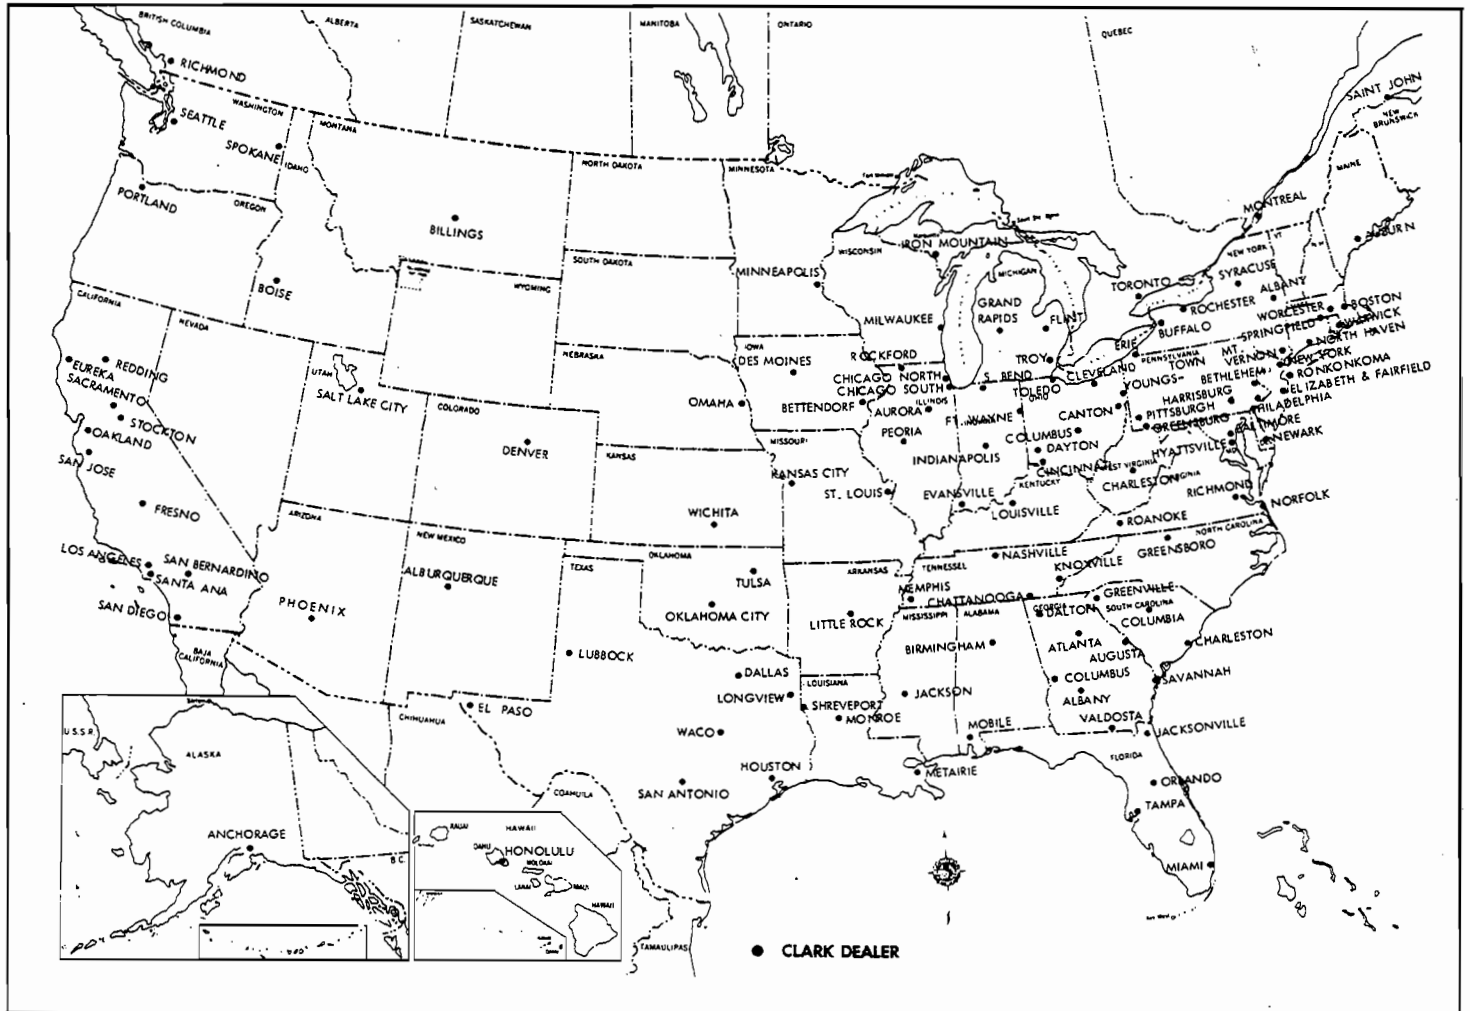 BRITISH COLUMBIA
ALBERTA
SASKATCHEWAN
MANITOBA
ONTARIO
QUEBEC
RICHMOND
SAINT JOHN
NEW BRUNSWICK
WASHINGTON
SEATTLE
SPOKANE
IDAHO
MONTANA
NORTH DAKOTA
MINNESOTA
MAINE
PORTLAND
OREGON
MONTREAL
AUBURN
BILLINGS
WISCONSIN
IRON MOUNTAIN
NEW YORK
VT
N H
SOUTH DAKOTA
MINNEAPOLIS
MICHIGAN
SYRACUSE
BOISE
WYOMING
TORONTO
ALBANY
CALIFORNIA
NEVADA
GRAND RAPIDS
ROCHESTER
BOSTON
WORCESTER
MILWAUKEE
FLINT
BUFFALO
SPRINGFIELD
WARWICK
IOWA
ERIE
NORTH HAVEN
NEBRASKA
DES MOINES
ROCKFORD
TROY
PENNSYLVANIA
MT. VERNON
NEW YORK
EUREKA
REDDING
UTAH
CHICAGO NORTH
S. BEND
CLEVELAND
YOUNGSTOWN
BETHLEHEM
RONKONKOMA
SACRAMENTO
SALT LAKE CITY
CHICAGO SOUTH
TOLEDO
HARRISBURG
ELIZABETH & FAIRFIELD
OMAHA
BETTENDORF
AURORA
ILLINOIS
OHIO
CANTON
PITTSBURGH
PHILADELPHIA
STOCKTON
COLORADO
FT. WAYNE
INDIANA
GREENSBURG
BALTIMORE
OAKLAND
MISSOURI
PEORIA
COLUMBUS
NEWARK
DENVER
KANSAS
INDIANAPOLIS
DAYTON
HYATTSVILLE
MD
DEL
SAN JOSE
KANSAS CITY
CINCINNATI
WEST VIRGINIA
CHARLESTON
VIRGINIA
ST. LOUIS
EVANSVILLE
KENTUCKY
RICHMOND
NORFOLK
FRESNO
ARIZONA
WICHITA
LOUISVILLE
ROANOKE
NORTH CAROLINA
NEW MEXICO
GREENSBORO
LOS ANGELES
SAN BERNARDINO
OKLAHOMA
TEXAS
ARKANSAS
TENNESSEE
NASHVILLE
KNOXVILLE
SANTA ANA
ALBURQUERQUE
TULSA
MEMPHIS
CHATTANOOGA
GREENVILLE
SAN DIEGO
PHOENIX
OKLAHOMA CITY
LITTLE ROCK
MISSISSIPPI
ALABAMA
GEORGIA
DALTON
SOUTH CAROLINA
COLUMBIA
BAJA CALIFORNIA
LUBBOCK
BIRMINGHAM
ATLANTA
AUGUSTA
CHARLESTON
DALLAS
LOUISIANA
COLUMBUS
SAVANNAH
LONGVIEW
SHREVEPORT
JACKSON
ALBANY
EL PASO
CHIHUAHUA
MONROE
VALDOSTA
MOBILE
JACKSONVILLE
WACO
U.S.S.R.
ALASKA
FLORIDA
HOUSTON
METAIRIE
ORLANDO
SAN ANTONIO
COAHUILA
TAMPA
ANCHORAGE
B.C.
KAUAI
HAWAII
OAHU
HONOLULU
MOLOKAI
LANAI
MAUI
HAWAII
MIAMI
Key West
TAMAULIPAS
CLARK DEALER